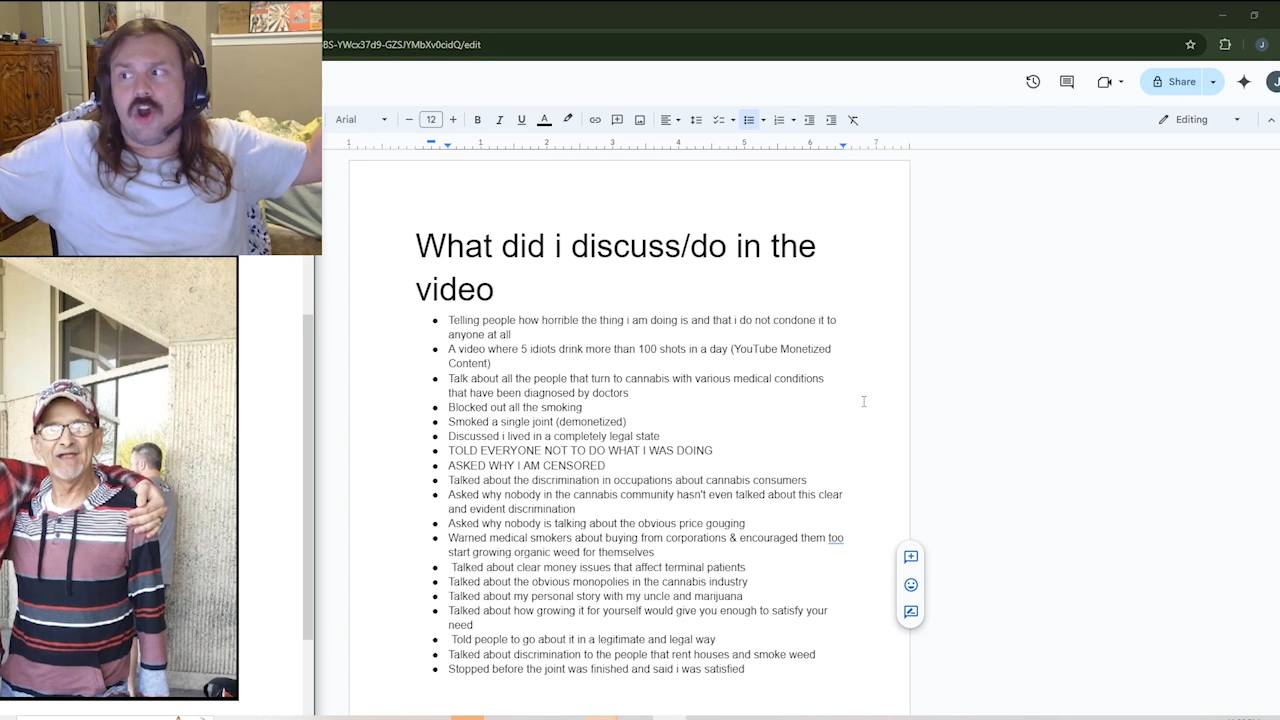 BS-YWcx37d9-GZSJYMbXv0cidQ/edit
Share
Arial
12
B
I
U
A
Editing
1
1
2
3
4
5
6
7
What did i discuss/do in the
video
Telling people how horrible the thing i am doing is and that i do not condone it to
anyone at all
A video where 5 idiots drink more than 100 shots in a day (YouTube Monetized
Content)
Talk about all the people that turn to cannabis with various medical conditions
that have been diagnosed by doctors
Blocked out all the smoking
Smoked a single joint (demonetized)
Discussed i lived in a completely legal state
TOLD EVERYONE NOT TO DO WHAT I WAS DOING
ASKED WHY I AM CENSORED
Talked about the discrimination in occupations about cannabis consumers
Asked why nobody in the cannabis community hasn't even talked about this clear
and evident discrimination
Asked why nobody is talking about the obvious price gouging
Warned medical smokers about buying from corporations & encouraged them too
start growing organic weed for themselves
Talked about clear money issues that affect terminal patients
Talked about the obvious monopolies in the cannabis industry
Talked about my personal story with my uncle and marijuana
Talked about how growing it for yourself would give you enough to satisfy your
need
Told people to go about it in a legitimate and legal way
Talked about discrimination to the people that rent houses and smoke weed
Stopped before the joint was finished and said i was satisfied